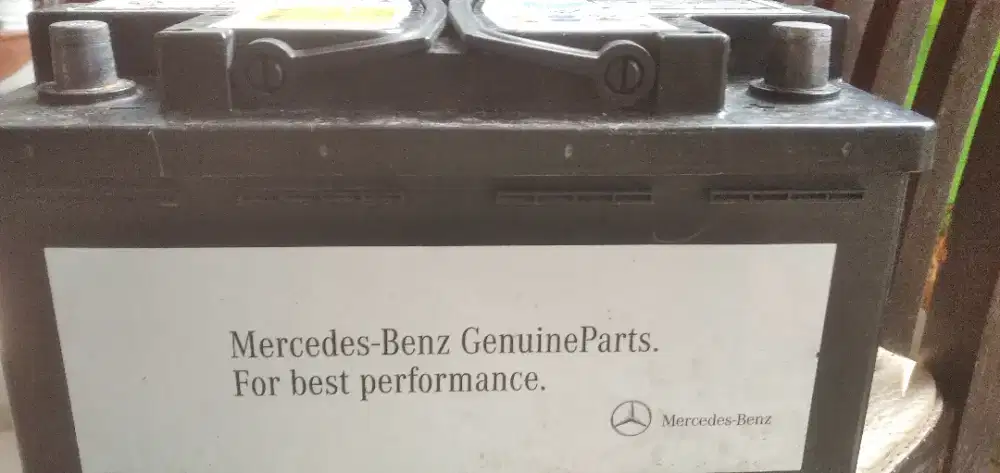 Mercedes-Benz GenuineParts.
For best performance.
Mercedes-Benz